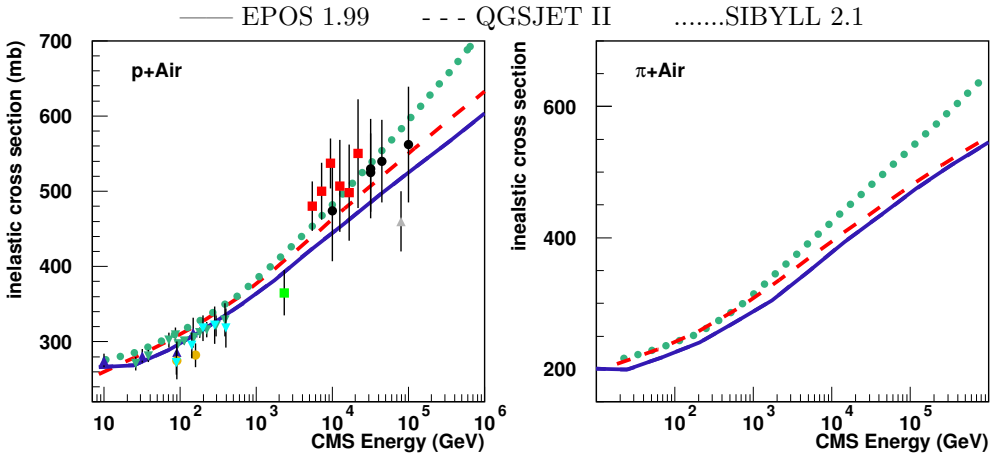 EPOS 1.99 QGSJET II SIBYLL 2.1
inelastic cross section (mb)
700
600
500
400
300
p+Air
10 10² 10³ 10⁴ 10⁵ 10⁶
CMS Energy (GeV)
inealstic cross section
600
400
200
π+Air
10² 10³ 10⁴ 10⁵
CMS Energy (GeV)